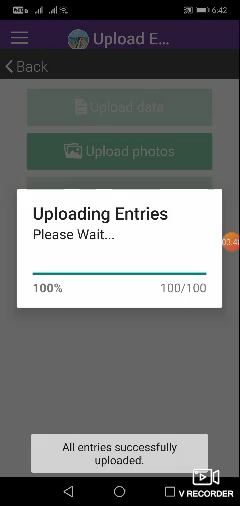 6:42
Upload E...
Back
Upload data
Upload photos
Uploading Entries
Please Wait...
100% 100/100
All entries successfully
uploaded.
V RECORDER